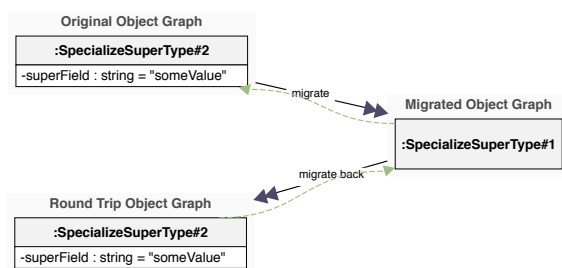 Original Object Graph
:SpecializeSuperType#2
-superField : string = "someValue"
migrate
Migrated Object Graph
:SpecializeSuperType#1
migrate back
Round Trip Object Graph
:SpecializeSuperType#2
-superField : string = "someValue"